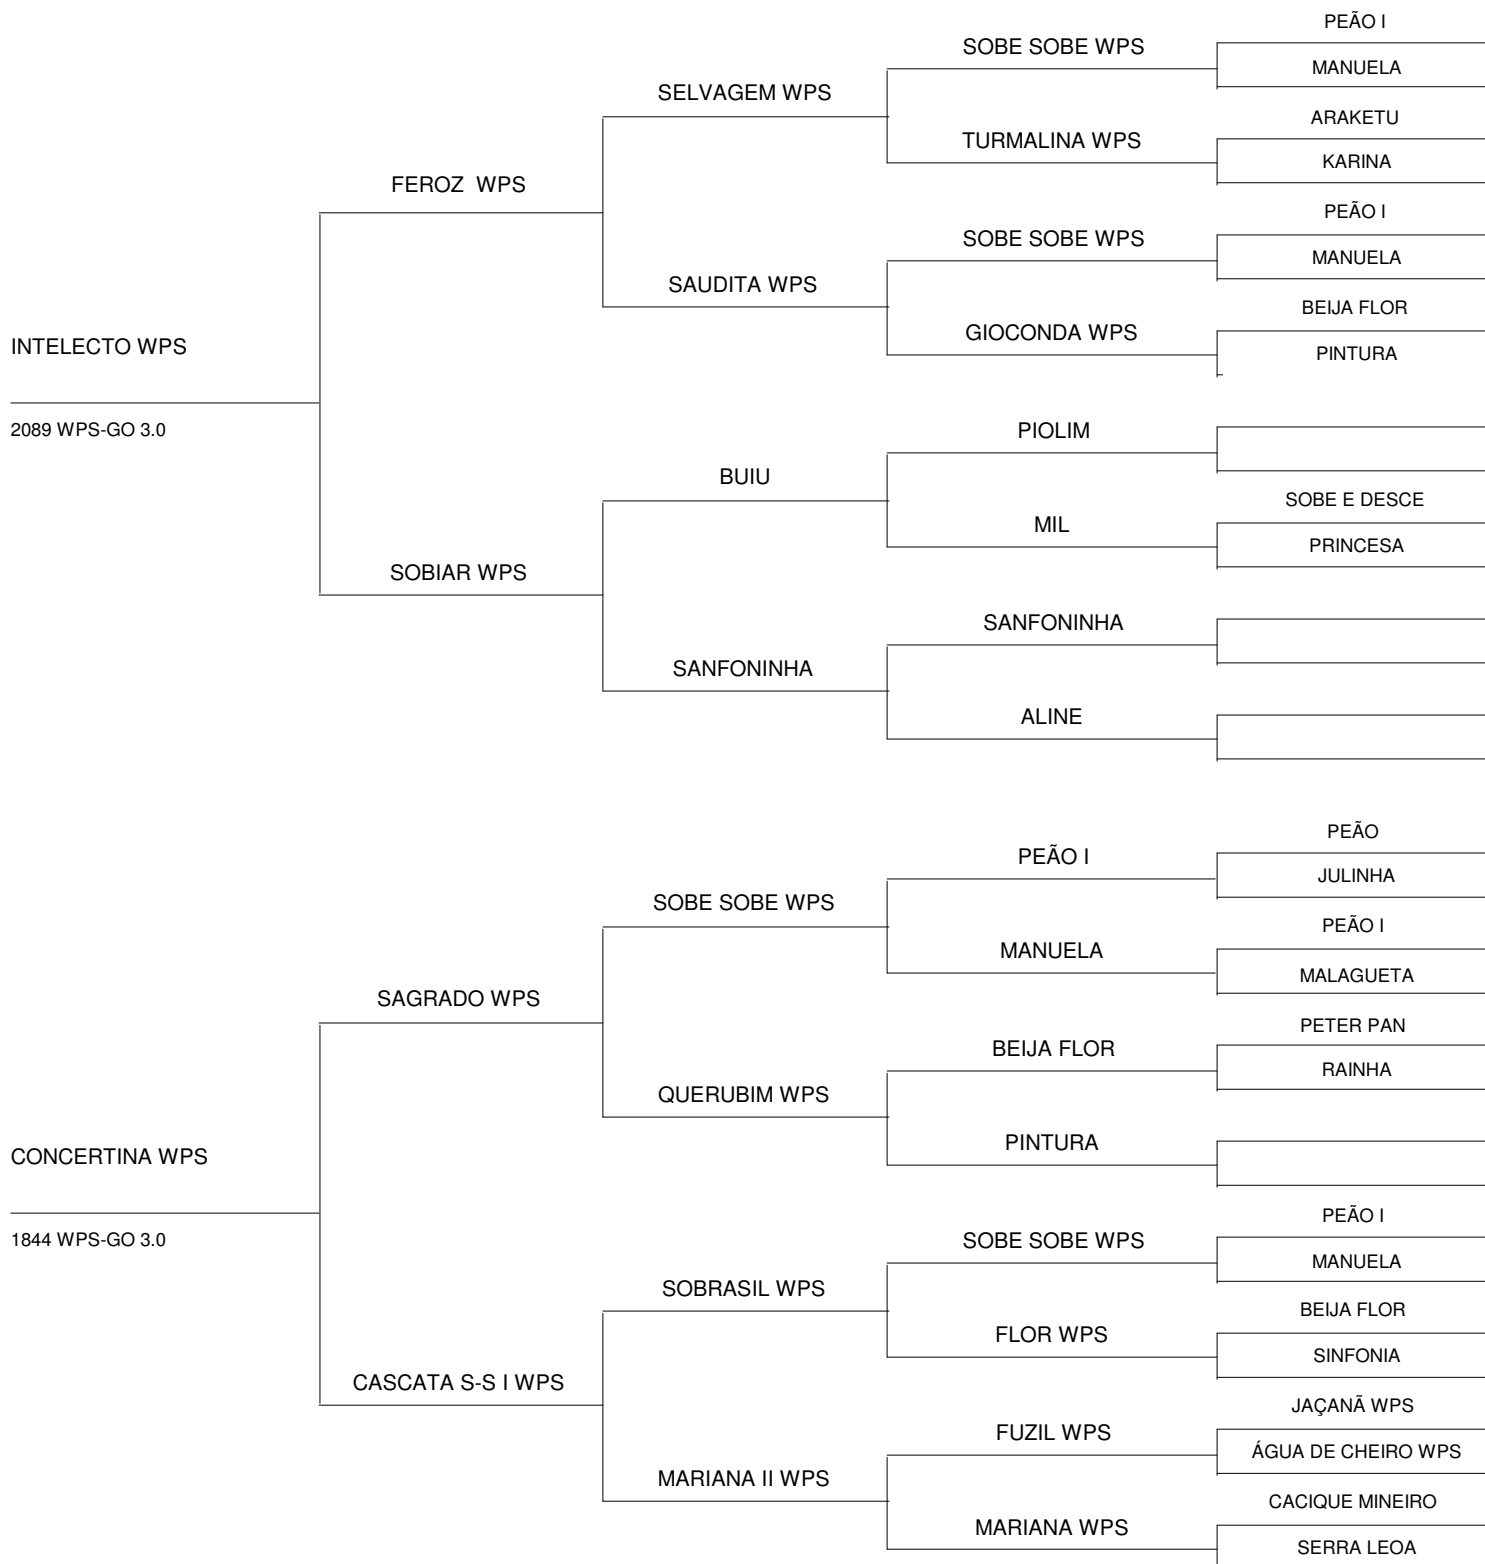 PEÃO I
SOBE SOBE WPS
MANUELA
SELVAGEM WPS
ARAKETU
TURMALINA WPS
KARINA
FEROZ  WPS
PEÃO I
SOBE SOBE WPS
MANUELA
SAUDITA WPS
BEIJA FLOR
GIOCONDA WPS
PINTURA
INTELECTO WPS
2089 WPS-GO 3.0
PIOLIM
BUIU
SOBE E DESCE
MIL
PRINCESA
SOBIAR WPS
SANFONINHA
SANFONINHA
ALINE
PEÃO
PEÃO I
JULINHA
SOBE SOBE WPS
PEÃO I
MANUELA
MALAGUETA
SAGRADO WPS
PETER PAN
BEIJA FLOR
RAINHA
QUERUBIM WPS
PINTURA
CONCERTINA WPS
1844 WPS-GO 3.0
PEÃO I
SOBE SOBE WPS
MANUELA
SOBRASIL WPS
BEIJA FLOR
FLOR WPS
SINFONIA
CASCATA S-S I WPS
JAÇANÃ WPS
FUZIL WPS
ÁGUA DE CHEIRO WPS
MARIANA II WPS
CACIQUE MINEIRO
MARIANA WPS
SERRA LEOA